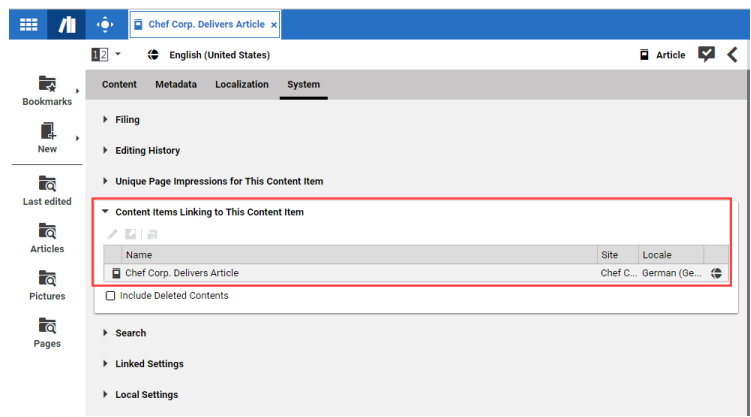 Chef Corp. Delivers Article ×
12 English (United States) Article
Content Metadata Localization System
Bookmarks
New
Last edited
Articles
Pictures
Pages
Filing
Editing History
Unique Page Impressions for This Content Item
Content Items Linking to This Content Item
Name Site Locale
Chef Corp. Delivers Article Chef C... German (Ge...
Include Deleted Contents
Search
Linked Settings
Local Settings